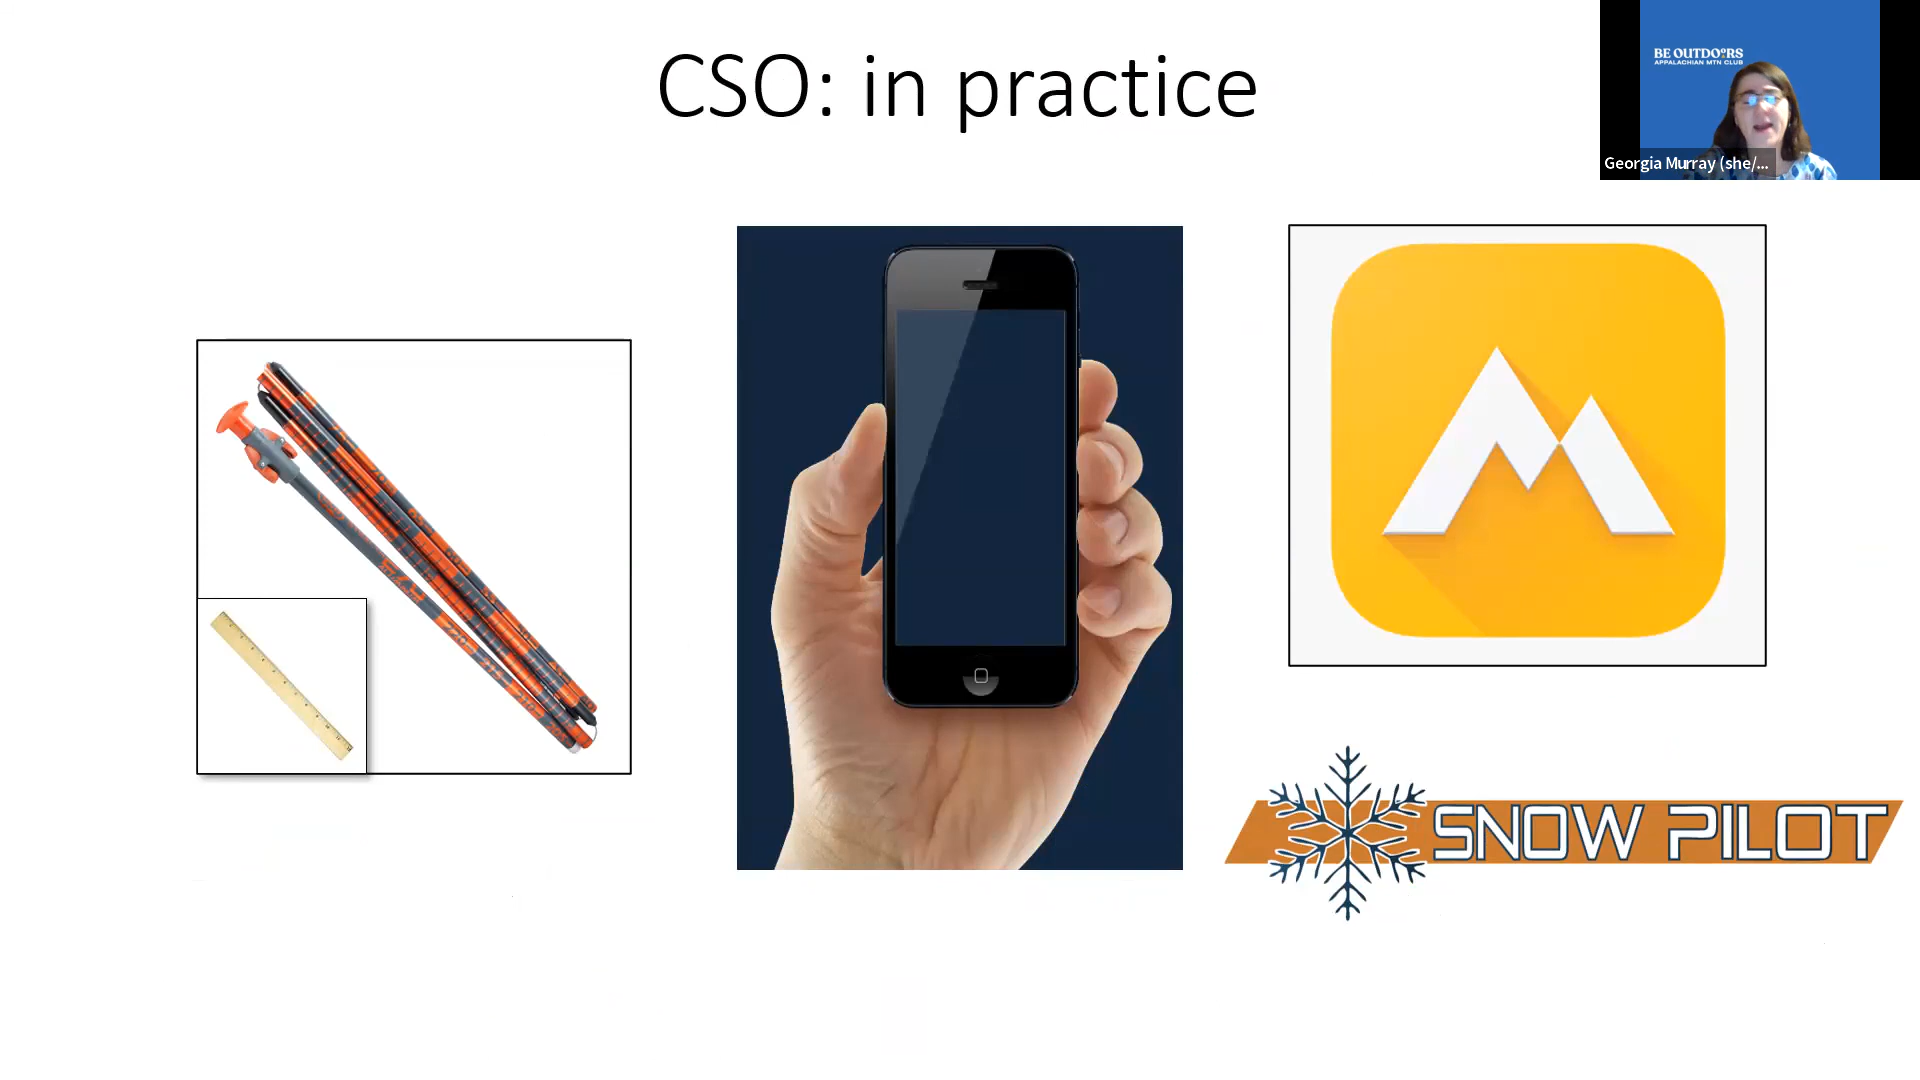 CSO: in practice
BE OUTDOORS
APPALACHIAN MTN CLUB
Georgia Murray (she/...
SNOW PILOT